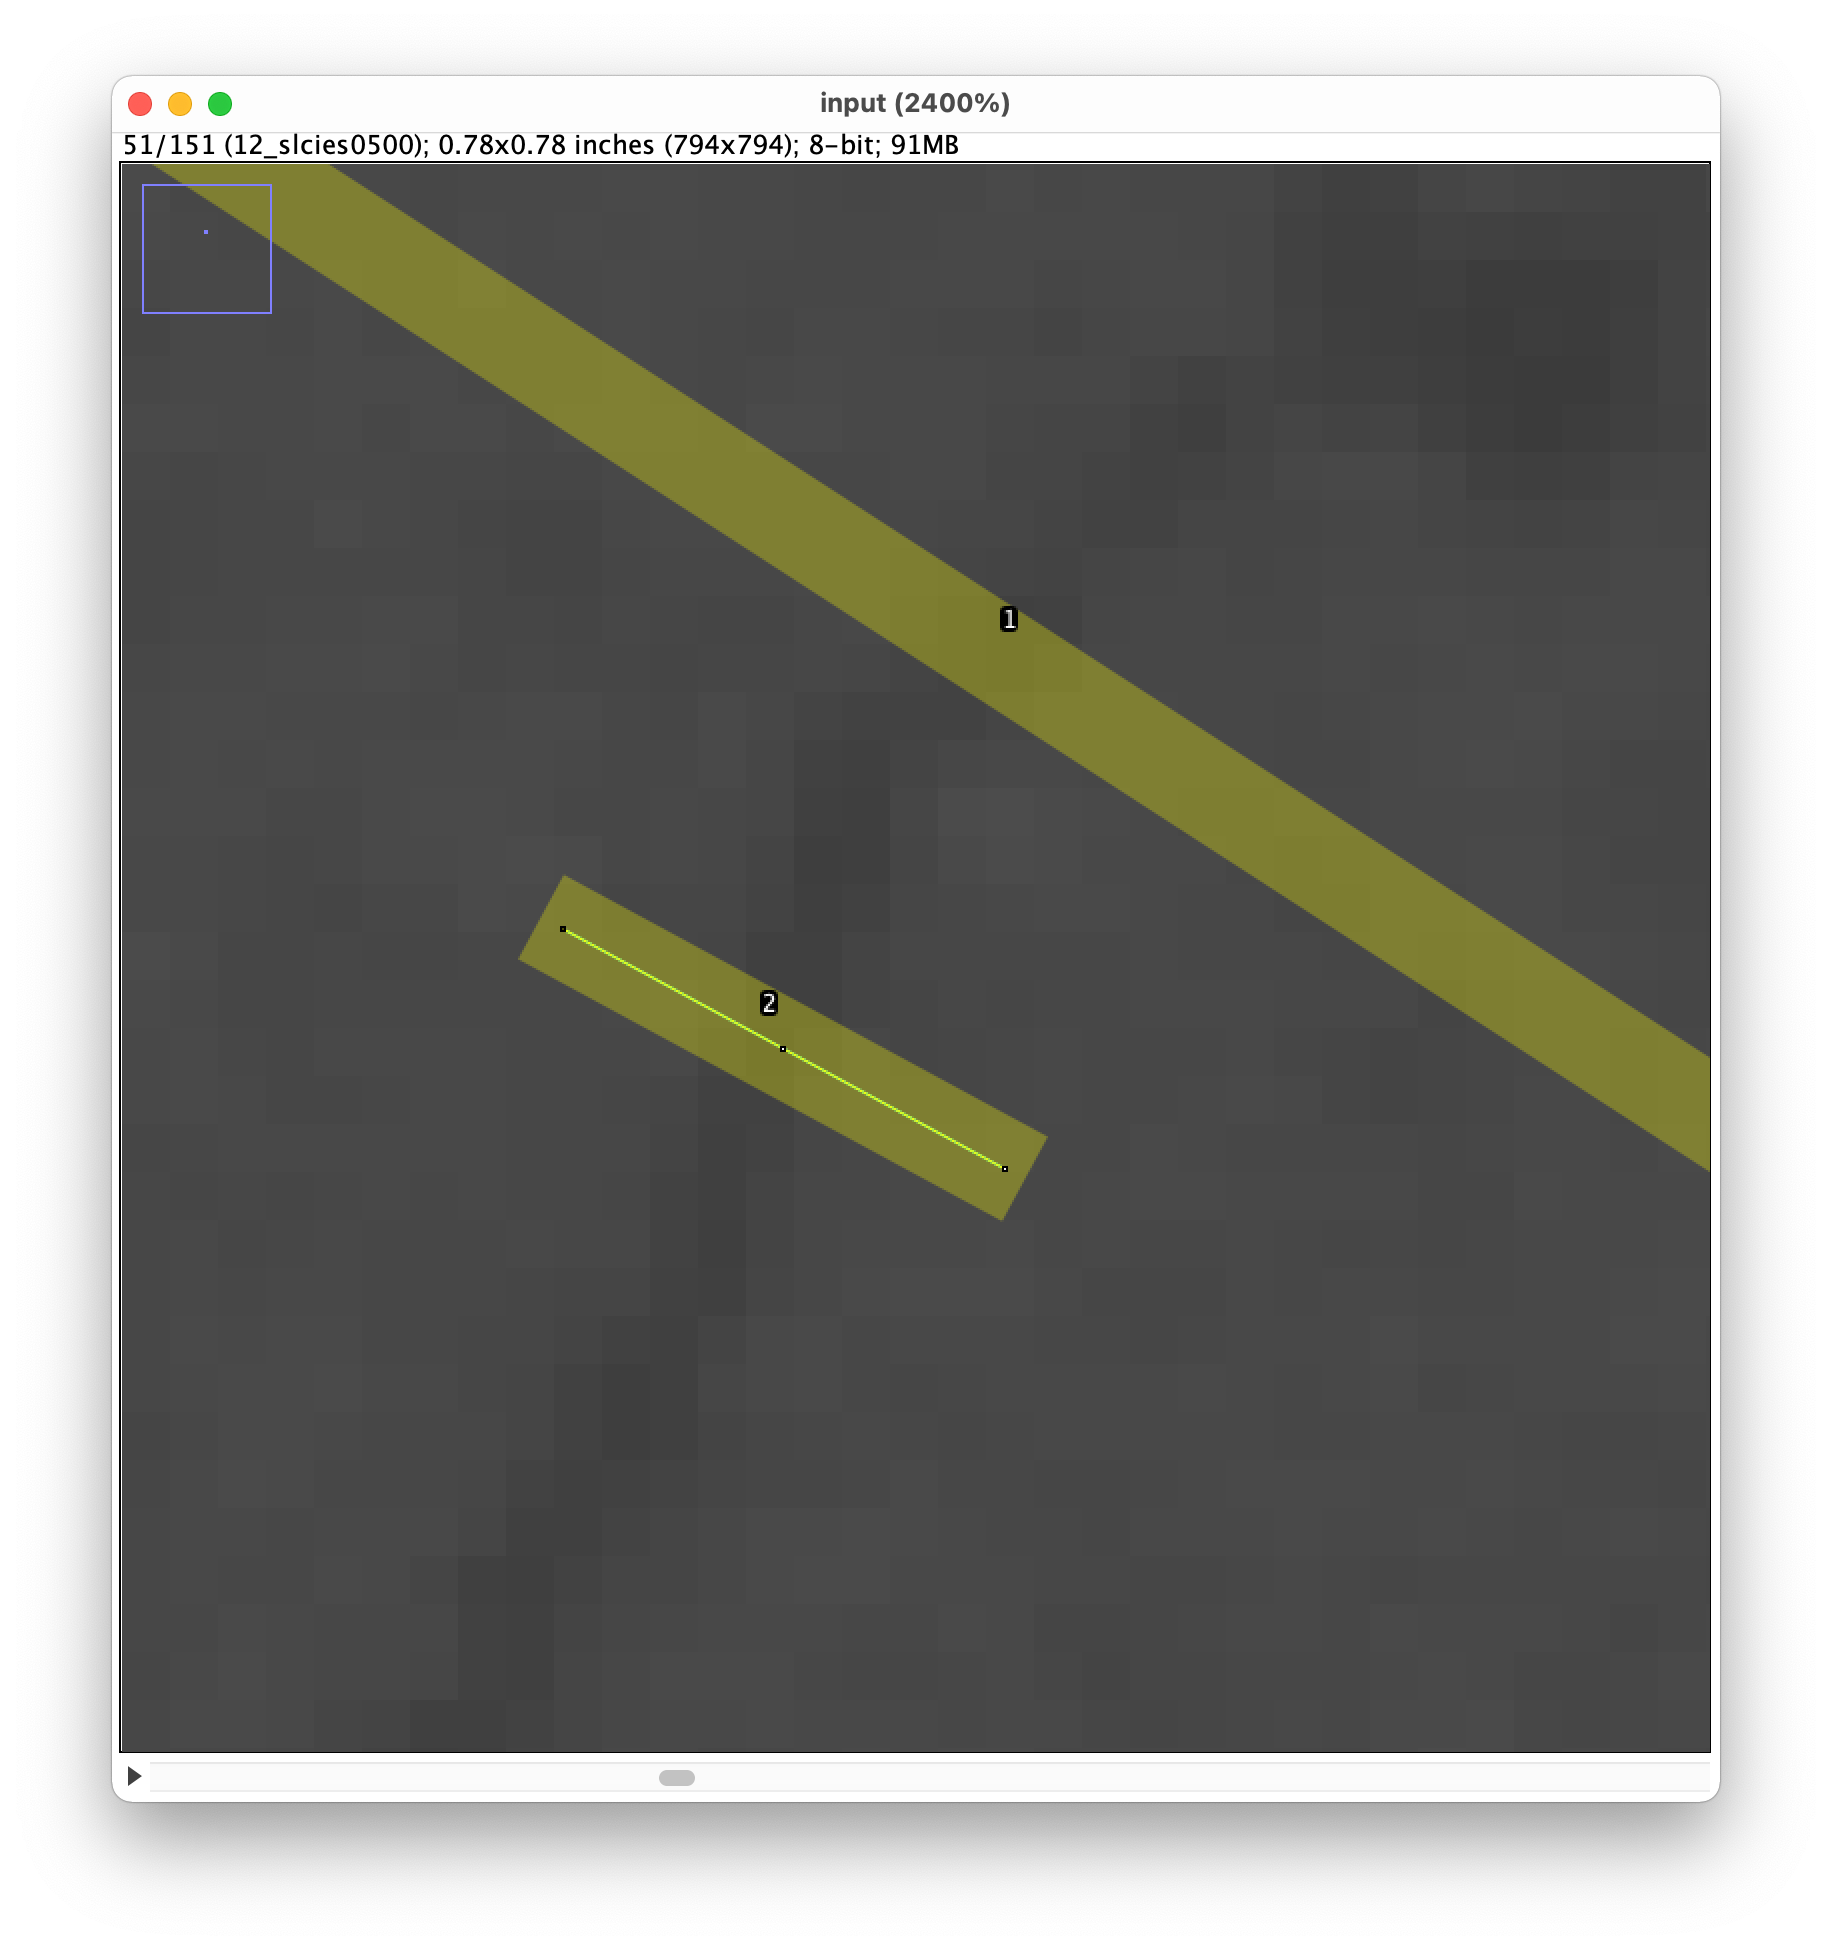 input (2400%)
51/151 (12_slcies0500); 0.78x0.78 inches (794x794); 8-bit; 91MB
1
2